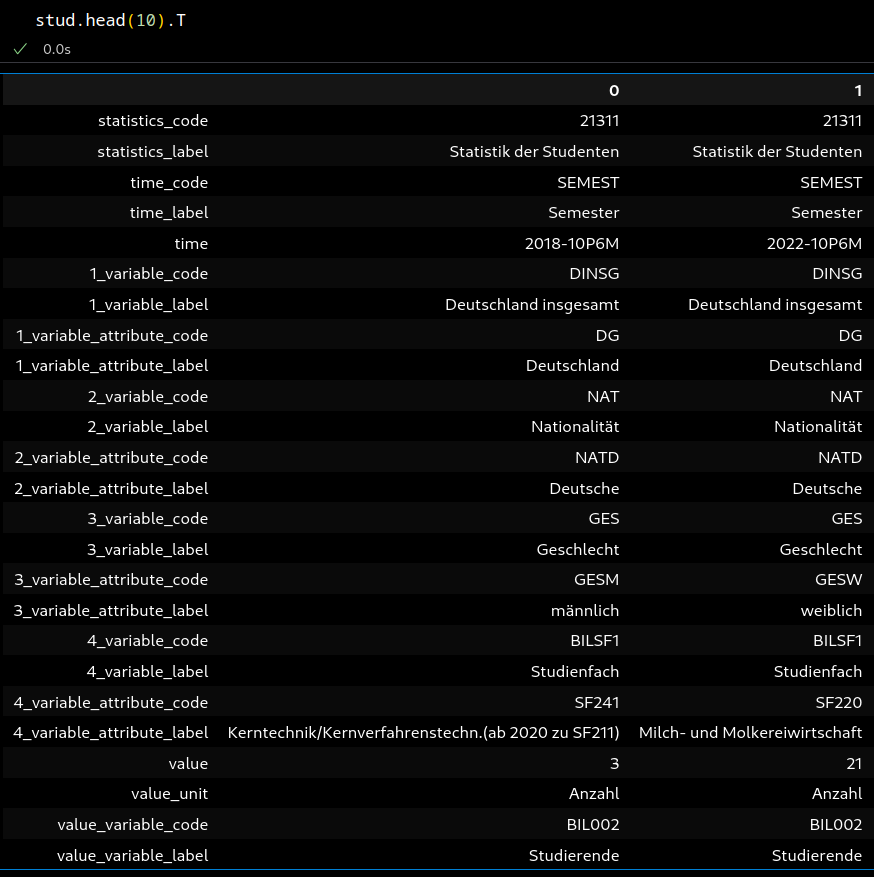 stud.head(10).T
0.0s
0 1
statistics_code 21311 21311
statistics_label Statistik der Studenten Statistik der Studenten
time_code SEMEST SEMEST
time_label Semester Semester
time 2018-10P6M 2022-10P6M
1_variable_code DINSG DINSG
1_variable_label Deutschland insgesamt Deutschland insgesamt
1_variable_attribute_code DG DG
1_variable_attribute_label Deutschland Deutschland
2_variable_code NAT NAT
2_variable_label Nationalität Nationalität
2_variable_attribute_code NATD NATD
2_variable_attribute_label Deutsche Deutsche
3_variable_code GES GES
3_variable_label Geschlecht Geschlecht
3_variable_attribute_code GESM GESW
3_variable_attribute_label männlich weiblich
4_variable_code BILSF1 BILSF1
4_variable_label Studienfach Studienfach
4_variable_attribute_code SF241 SF220
4_variable_attribute_label Kerntechnik/Kernverfahrenstechn.(ab 2020 zu SF211) Milch- und Molkereiwirtschaft
value 3 21
value_unit Anzahl Anzahl
value_variable_code BIL002 BIL002
value_variable_label Studierende Studierende